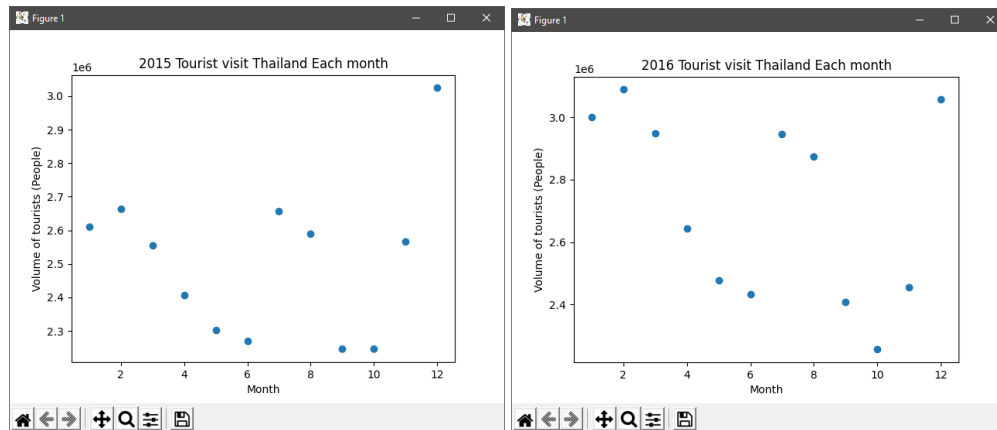 Figure 1
2015 Tourist visit Thailand Each month
1e6
3.0
2.9
2.8
2.7
2.6
2.5
2.4
2.3
Volume of tourists (People)
2 4 6 8 10 12
Month
Figure 1
2016 Tourist visit Thailand Each month
1e6
3.0
2.8
2.6
2.4
Volume of tourists (People)
2 4 6 8 10 12
Month